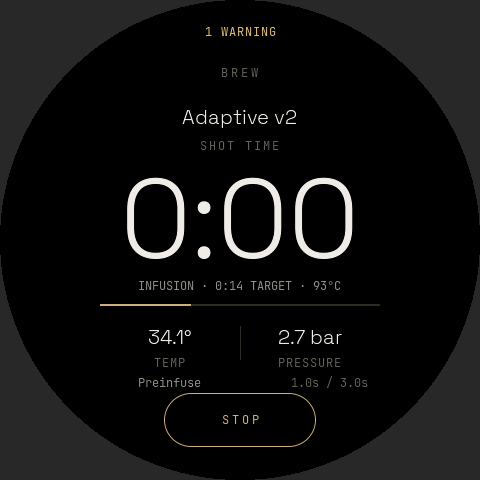 1 WARNING
BREW
Adaptive v2
SHOT TIME
0:00
INFUSION · 0:14 TARGET · 93°C
34.1° 2.7 bar
TEMP PRESSURE
Preinfuse 1.0s / 3.0s
STOP